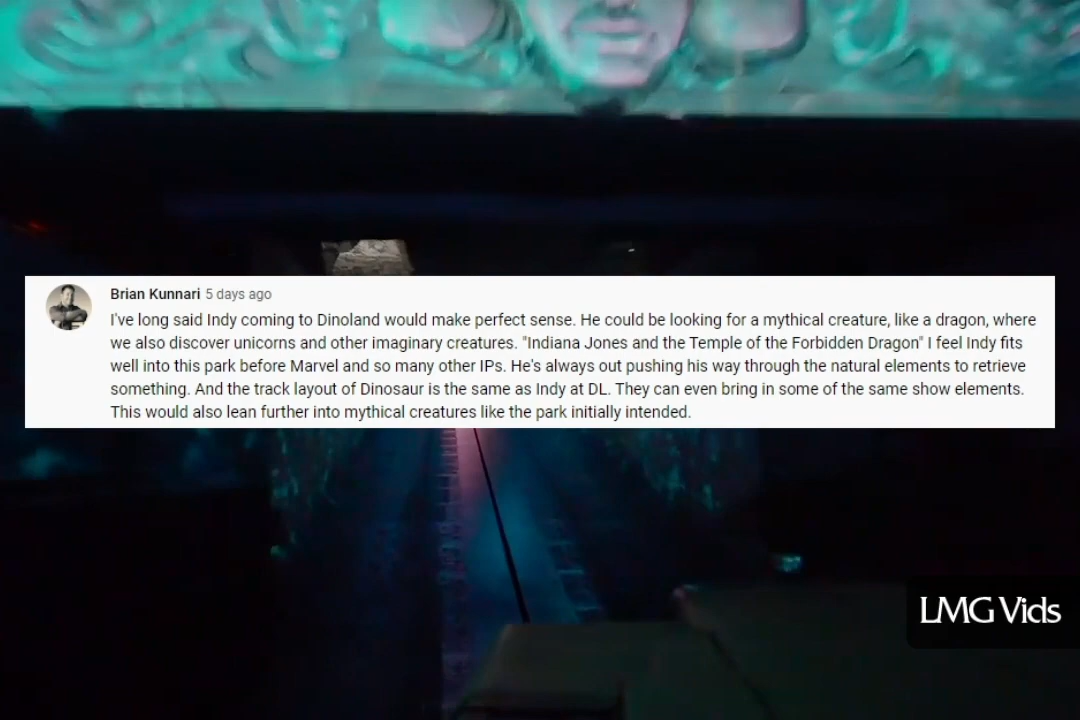 Brian Kunnari 5 days ago
I've long said Indy coming to Dinoland would make perfect sense. He could be looking for a mythical creature, like a dragon, where
we also discover unicorns and other imaginary creatures. "Indiana Jones and the Temple of the Forbidden Dragon" I feel Indy fits
well into this park before Marvel and so many other IPs. He's always out pushing his way through the natural elements to retrieve
something. And the track layout of Dinosaur is the same as Indy at DL. They can even bring in some of the same show elements.
This would also lean further into mythical creatures like the park initially intended.
LMG Vids